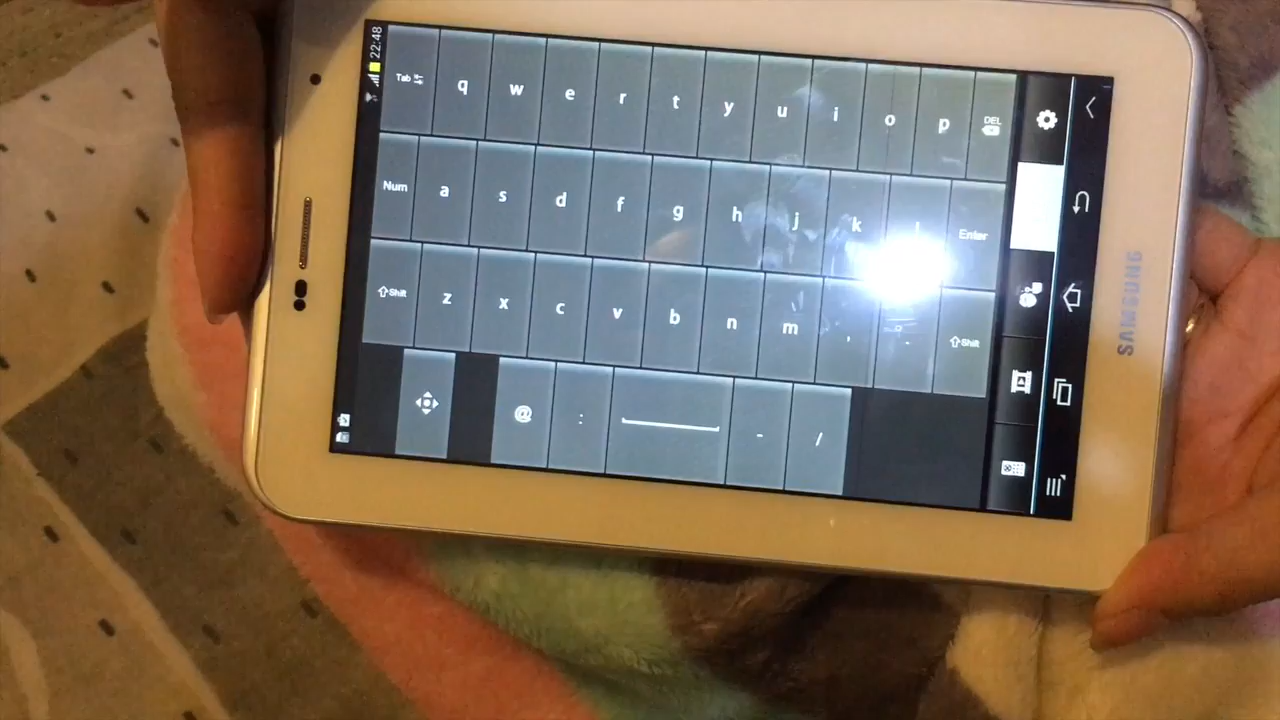 22:48
Tab q w e r t y u i o p DEL
Num a s d f g h j k l Enter
Shift z x c v b n m , . Shift
@ : - /
SAMSUNG